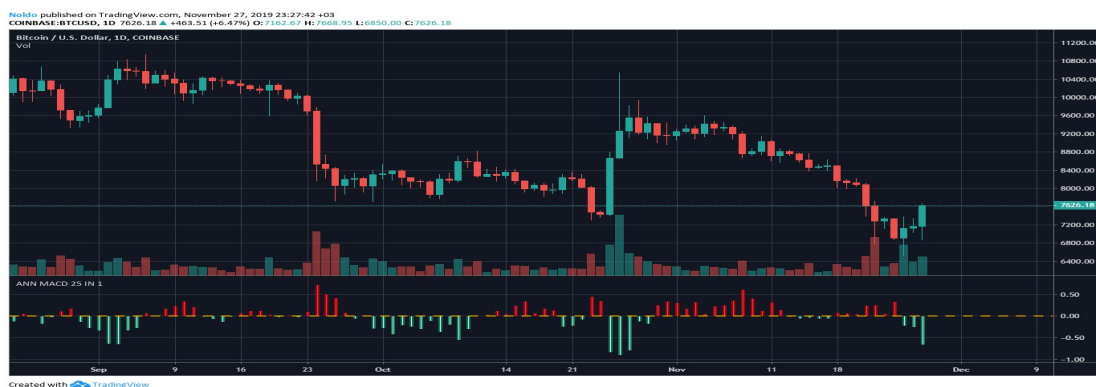 Noldo published on TradingView.com, November 27, 2019 23:27:42 +03
COINBASE:BTCUSD, 1D 7626.18 ▲ +463.51 (+6.47%) O:7162.67 H:7668.95 L:6850.00 C:7626.18
Bitcoin / U.S. Dollar, 1D, COINBASE
Vol
11200.00
10800.00
10400.00
10000.00
9600.00
9200.00
8800.00
8400.00
8000.00
7626.18
7200.00
6800.00
6400.00
ANN MACD 25 IN 1
0.50
0.00
−0.50
−1.00
Sep 9 16 23 Oct 14 21 Nov 11 18 Dec 9
Created with TradingView